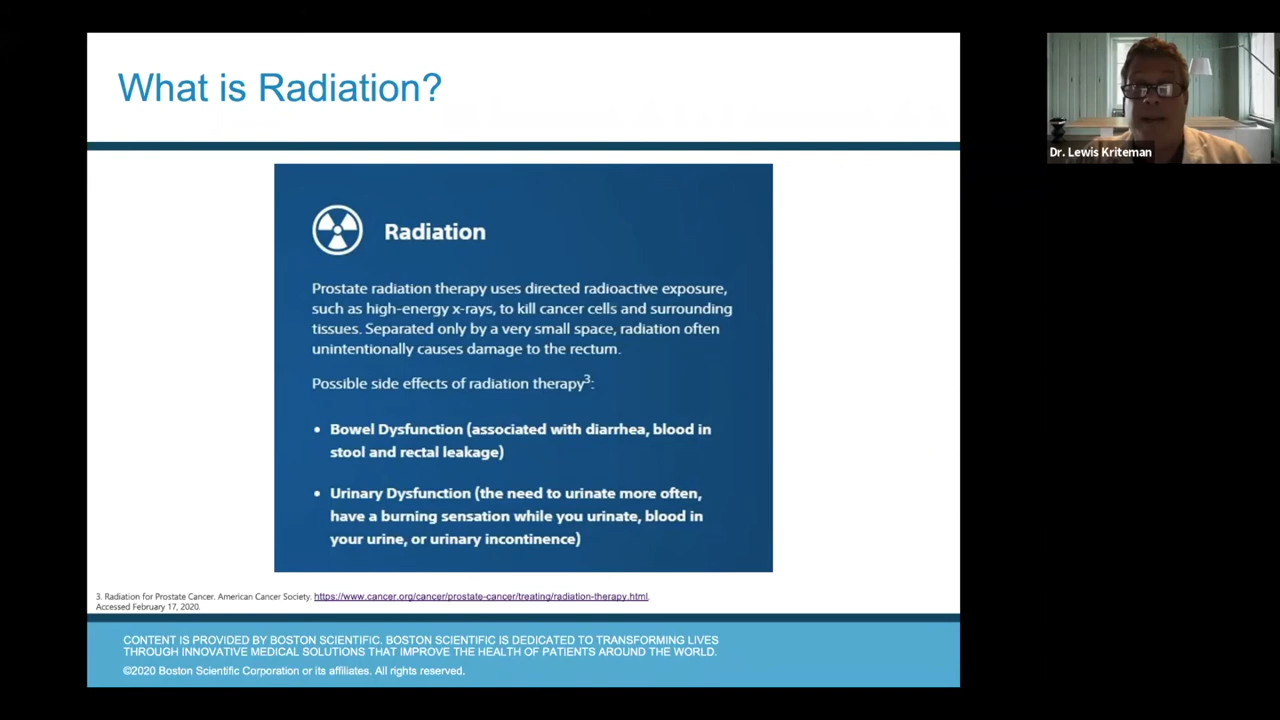 What is Radiation?
Dr. Lewis Kriteman
Radiation
Prostate radiation therapy uses directed radioactive exposure,
such as high-energy x-rays, to kill cancer cells and surrounding
tissues. Separated only by a very small space, radiation often
unintentionally causes damage to the rectum.
Possible side effects of radiation therapy3:
• Bowel Dysfunction (associated with diarrhea, blood in
stool and rectal leakage)
• Urinary Dysfunction (the need to urinate more often,
have a burning sensation while you urinate, blood in
your urine, or urinary incontinence)
3. Radiation for Prostate Cancer. American Cancer Society. https://www.cancer.org/cancer/prostate-cancer/treating/radiation-therapy.html.
Accessed February 17, 2020.
CONTENT IS PROVIDED BY BOSTON SCIENTIFIC. BOSTON SCIENTIFIC IS DEDICATED TO TRANSFORMING LIVES
THROUGH INNOVATIVE MEDICAL SOLUTIONS THAT IMPROVE THE HEALTH OF PATIENTS AROUND THE WORLD.
©2020 Boston Scientific Corporation or its affiliates. All rights reserved.